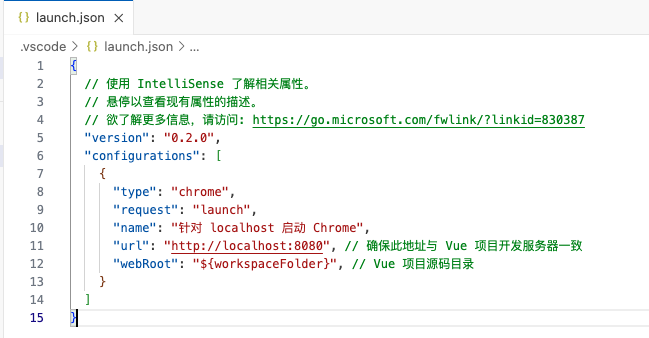 {} launch.json ×
.vscode > {} launch.json > ...
1 {
2 // 使用 IntelliSense 了解相关属性。
3 // 悬停以查看现有属性的描述。
4 // 欲了解更多信息，请访问: https://go.microsoft.com/fwlink/?linkid=830387
5 "version": "0.2.0",
6 "configurations": [
7 {
8 "type": "chrome",
9 "request": "launch",
10 "name": "针对 localhost 启动 Chrome",
11 "url": "http://localhost:8080", // 确保此地址与 Vue 项目开发服务器一致
12 "webRoot": "${workspaceFolder}", // Vue 项目源码目录
13 }
14 ]
15 }